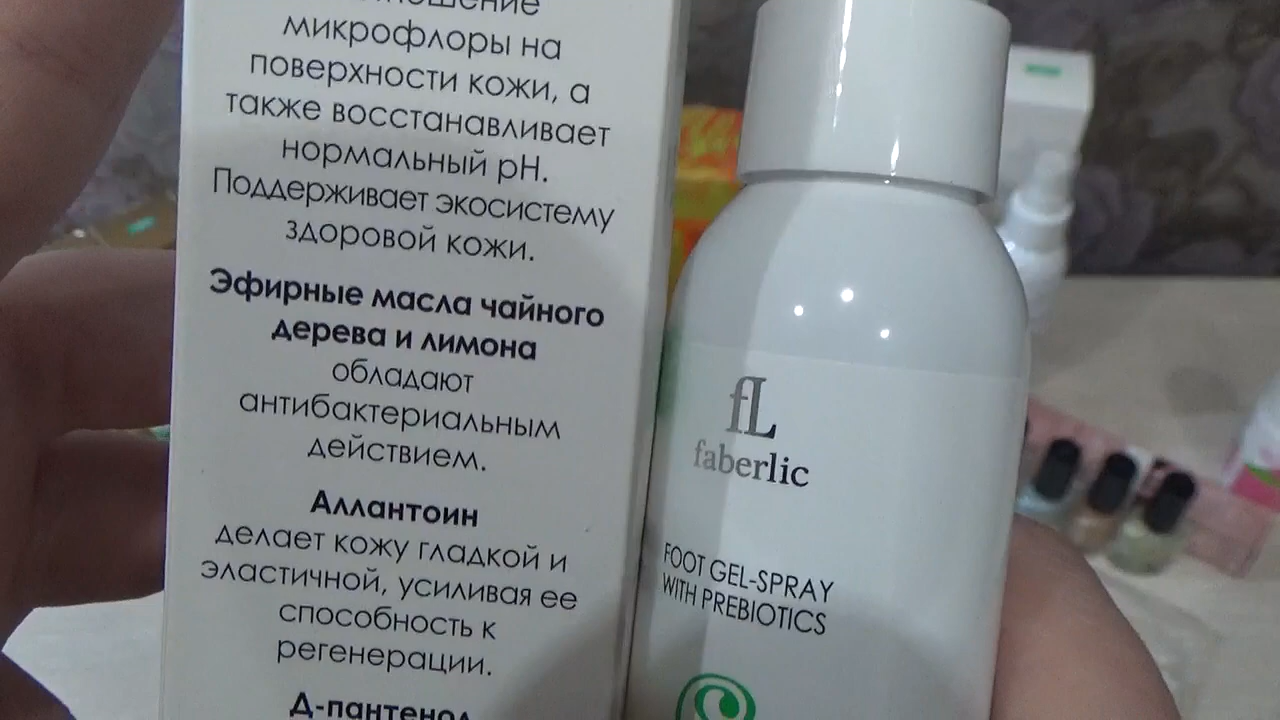 микрофлоры на
поверхности кожи, а
также восстанавливает
нормальный pH.
Поддерживает экосистему
здоровой кожи.
Эфирные масла чайного
дерева и лимона
обладают
антибактериальным
действием.
Аллантоин
делает кожу гладкой и
эластичной, усиливая ее
способность к
регенерации.
Д-пантенол
fL
faberlic
FOOT GEL-SPRAY
WITH PREBIOTICS